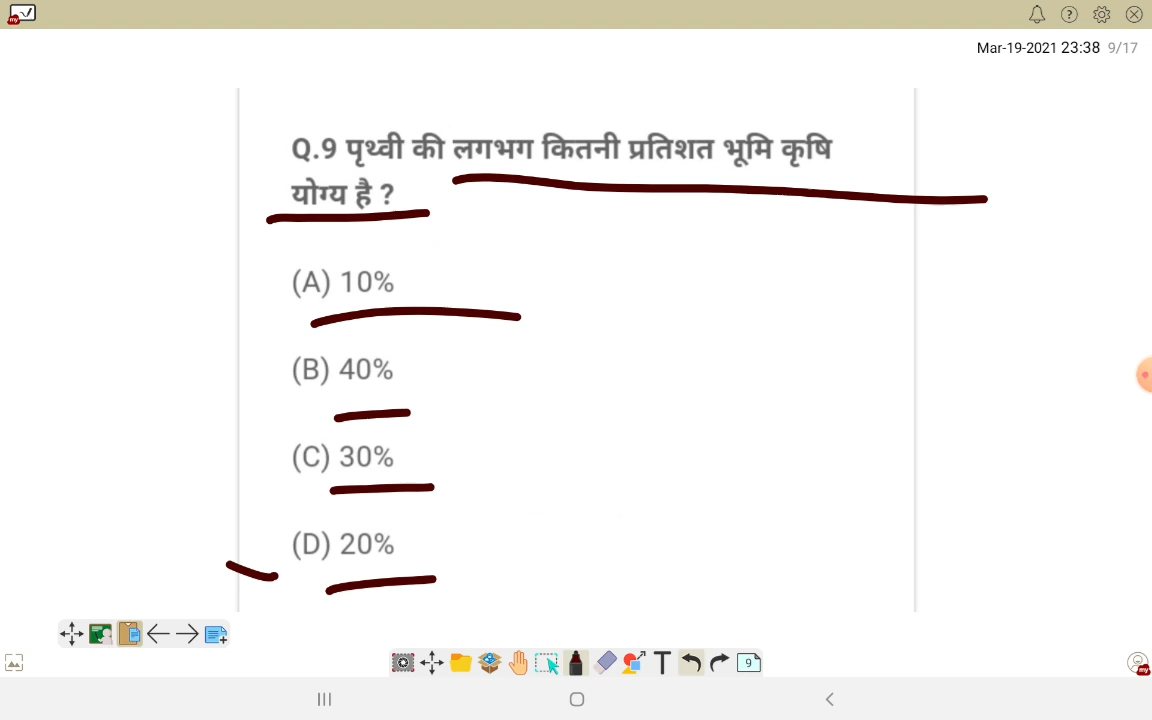 Mar-19-2021 23:38 9/17
Q.9 पृथ्वी की लगभग कितनी प्रतिशत भूमि कृषि
योग्य है ?
(A) 10%
(B) 40%
(C) 30%
(D) 20%
9